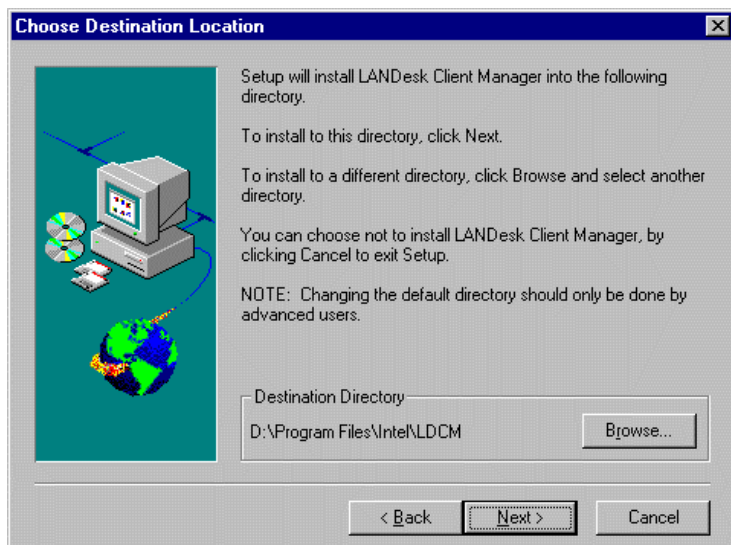 Choose Destination Location
Setup will install LANDesk Client Manager into the following
directory.
To install to this directory, click Next.
To install to a different directory, click Browse and select another
directory.
You can choose not to install LANDesk Client Manager, by
clicking Cancel to exit Setup.
NOTE: Changing the default directory should only be done by
advanced users.
Destination Directory
D:\Program Files\Intel\LDCM
Browse...
< Back
Next >
Cancel